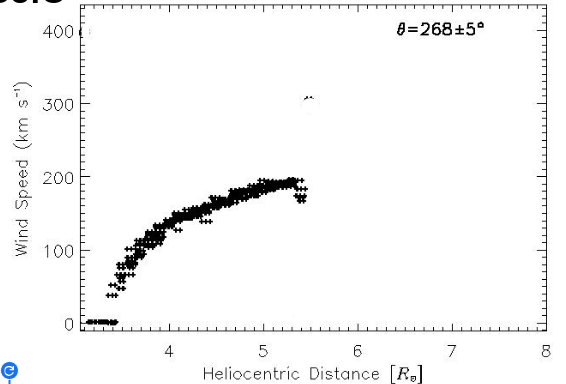 400
300
200
100
0
Wind Speed (km s⁻¹)
θ=268±5°
4 5 6 7 8
Heliocentric Distance [R☉]